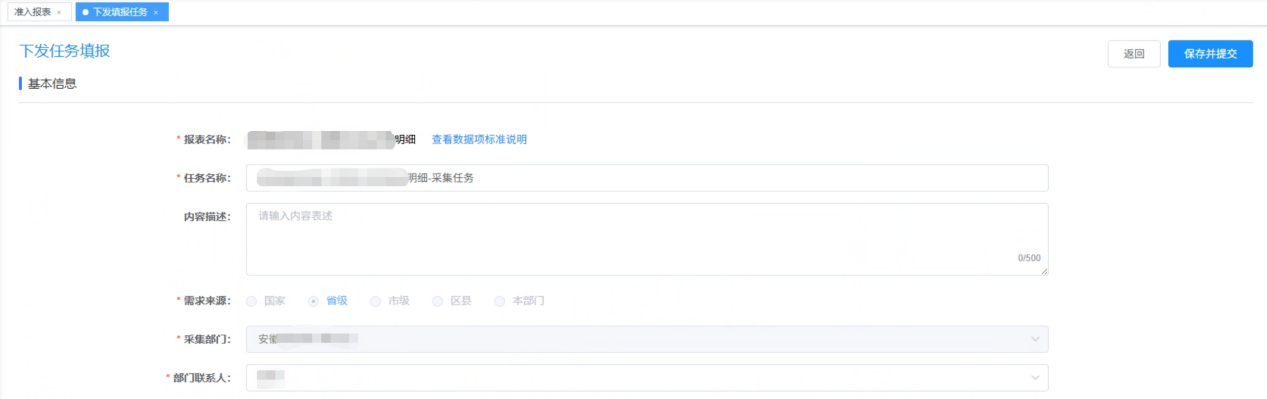 准入报表 × 下发填报任务 ×
下发任务填报 返回 保存并提交
基本信息
* 报表名称: 明细 查看数据项标准说明
* 任务名称: 明细-采集任务
内容描述: 请输入内容表述
0/500
* 需求来源: 国家 省级 市级 区县 本部门
* 采集部门: 安徽
* 部门联系人: